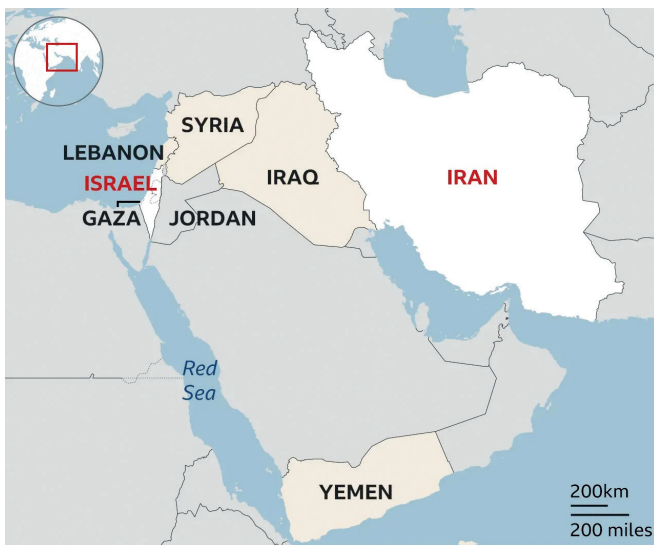 SYRIA
LEBANON
ISRAEL
IRAQ
IRAN
GAZA
JORDAN
Red
Sea
YEMEN
200km
200 miles